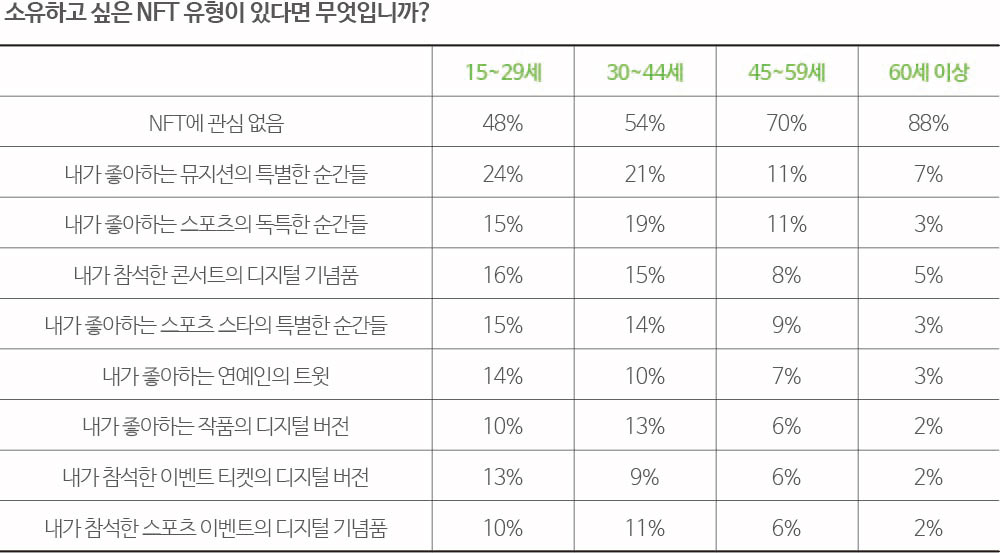 소유하고 싶은 NFT 유형이 있다면 무엇입니까?
15~29세 30~44세 45~59세 60세 이상
NFT에 관심 없음 48% 54% 70% 88%
내가 좋아하는 뮤지션의 특별한 순간들 24% 21% 11% 7%
내가 좋아하는 스포츠의 독특한 순간들 15% 19% 11% 3%
내가 참석한 콘서트의 디지털 기념품 16% 15% 8% 5%
내가 좋아하는 스포츠 스타의 특별한 순간들 15% 14% 9% 3%
내가 좋아하는 연예인의 트윗 14% 10% 7% 3%
내가 좋아하는 작품의 디지털 버전 10% 13% 6% 2%
내가 참석한 이벤트 티켓의 디지털 버전 13% 9% 6% 2%
내가 참석한 스포츠 이벤트의 디지털 기념품 10% 11% 6% 2%